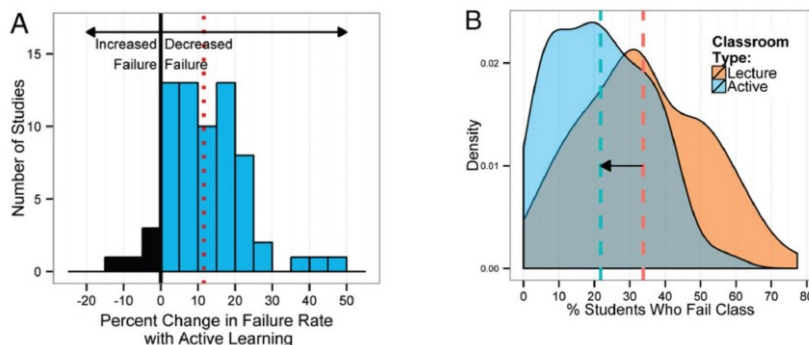 A
Increased Decreased
Failure Failure
Number of Studies
15
10
5
0
-20 -10 0 10 20 30 40 50
Percent Change in Failure Rate
with Active Learning
B
Classroom
Type:
Lecture
Active
Density
0.02
0.01
0.00
0 10 20 30 40 50 60 70 80
% Students Who Fail Class